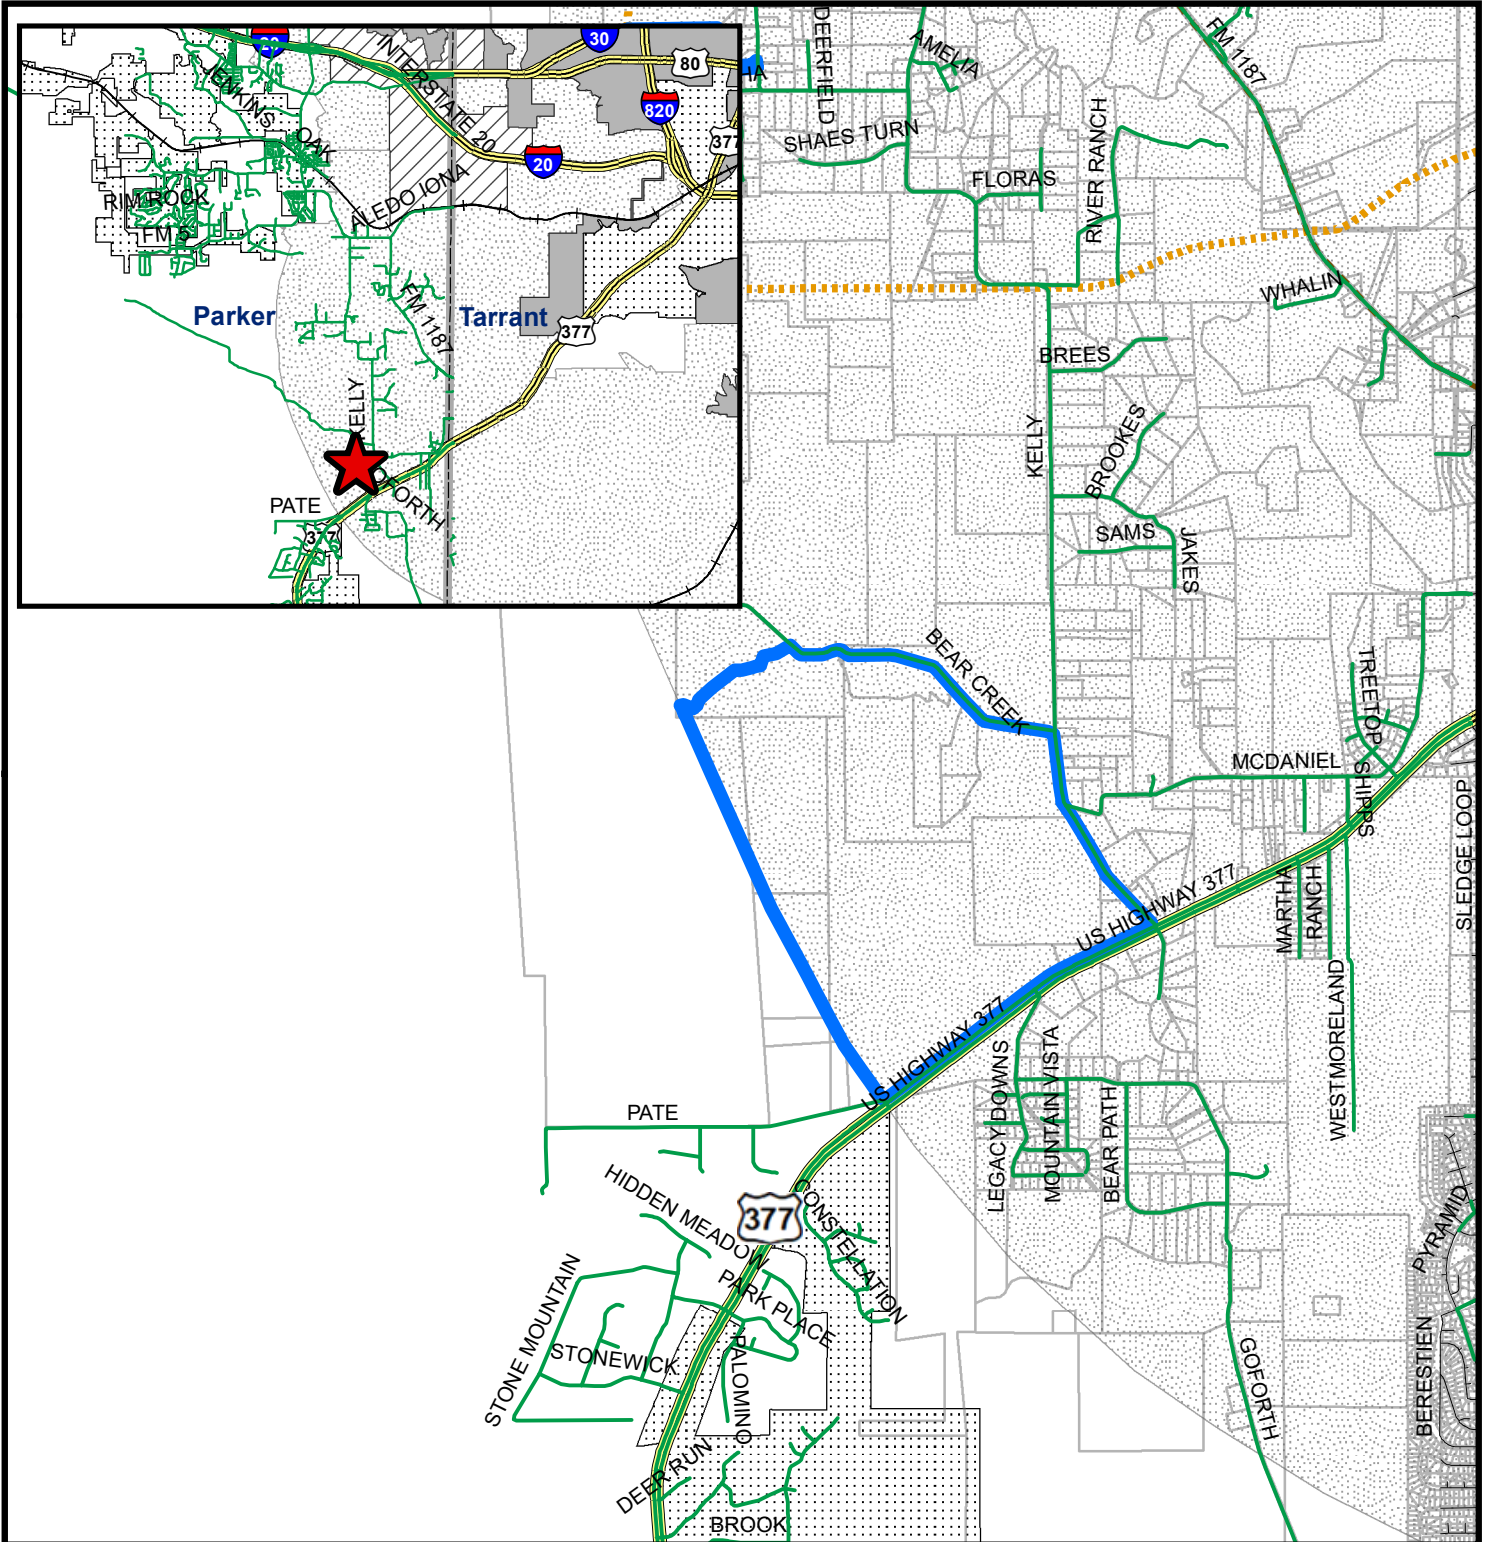 20
30
80
820
377
20
INTERSTATE 20
JENKINS
OAK
RIM ROCK
FM 5
ALEDO IONA
FM 1187
Parker
Tarrant
377
KELLY
PATE
377
DEERFIELD
AMELIA
FM 1187
SHAES TURN
FLORAS
RIVER RANCH
WHALIN
BREES
KELLY
BROOKES
SAMS
JAKES
BEAR CREEK
TREETOP
MCDANIEL
SHIPPS
SLEDGE LOOP
US HIGHWAY 377
MARTHA
RANCH
WESTMORELAND
US HIGHWAY 377
LEGACY DOWNS
MOUNTAIN VISTA
BEAR PATH
PATE
HIDDEN MEADOW
377
CONSTELLATION
PYRAMID
STONE MOUNTAIN
PARK PLACE
STONEWICK
PALOMINO
GOFORTH
BERESTIEN
DEER RUN
BROOK